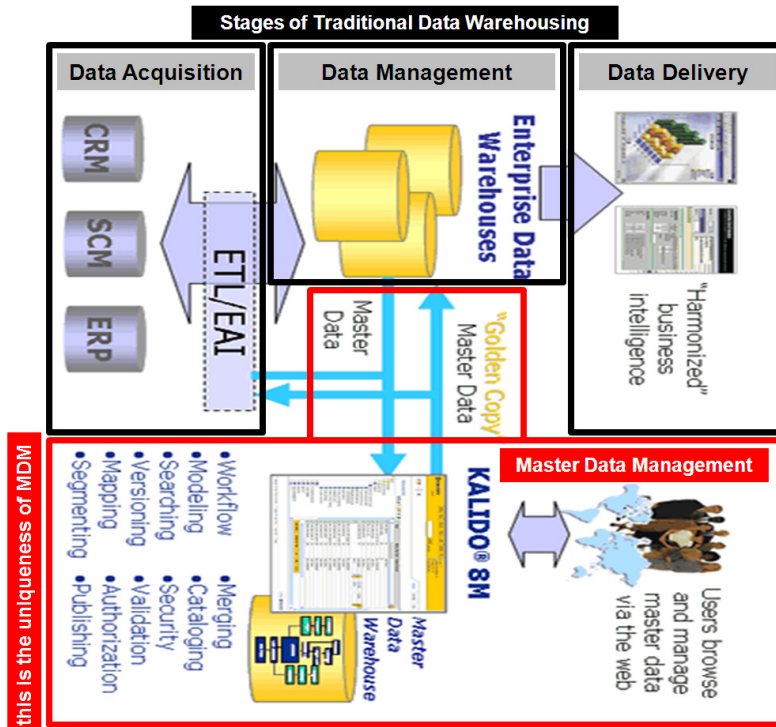 Stages of Traditional Data Warehousing
Data Acquisition
Data Management
Data Delivery
CRM
SCM
ERP
ETL/EAI
Enterprise Data
Warehouses
"Harmonized"
business
intelligence
Master
Data
"Golden Copy"
Master Data
this is the uniqueness of MDM
Master Data Management
•Workflow
•Modeling
•Searching
•Versioning
•Mapping
•Segmenting
•Merging
•Cataloging
•Security
•Validation
•Authorization
•Publishing
KALIDO® 8M
Master
Data
Warehouse
Users browse
and manage
master data
via the web